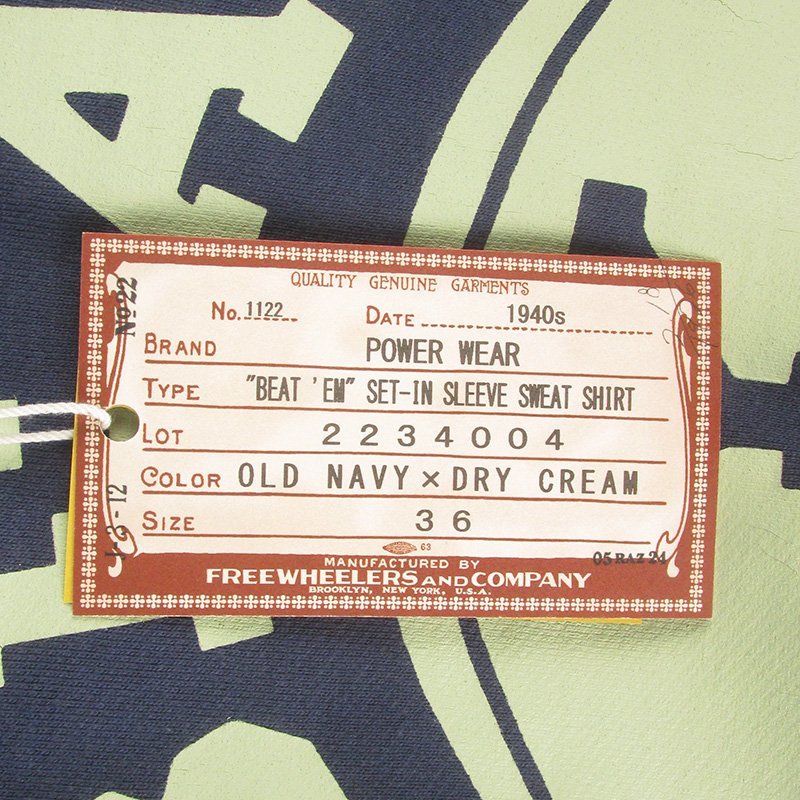 QUALITY GENUINE GARMENTS
No. 1122
DATE 1940s
BRAND POWER WEAR
TYPE "BEAT 'EM" SET-IN SLEEVE SWEAT SHIRT
LOT 2234004
COLOR OLD NAVY × DRY CREAM
SIZE 36
63
MANUFACTURED BY
FREEWHEELERS AND COMPANY
BROOKLYN, NEW YORK, U.S.A.
05 RAZ 24
No 22
L 3 - 12